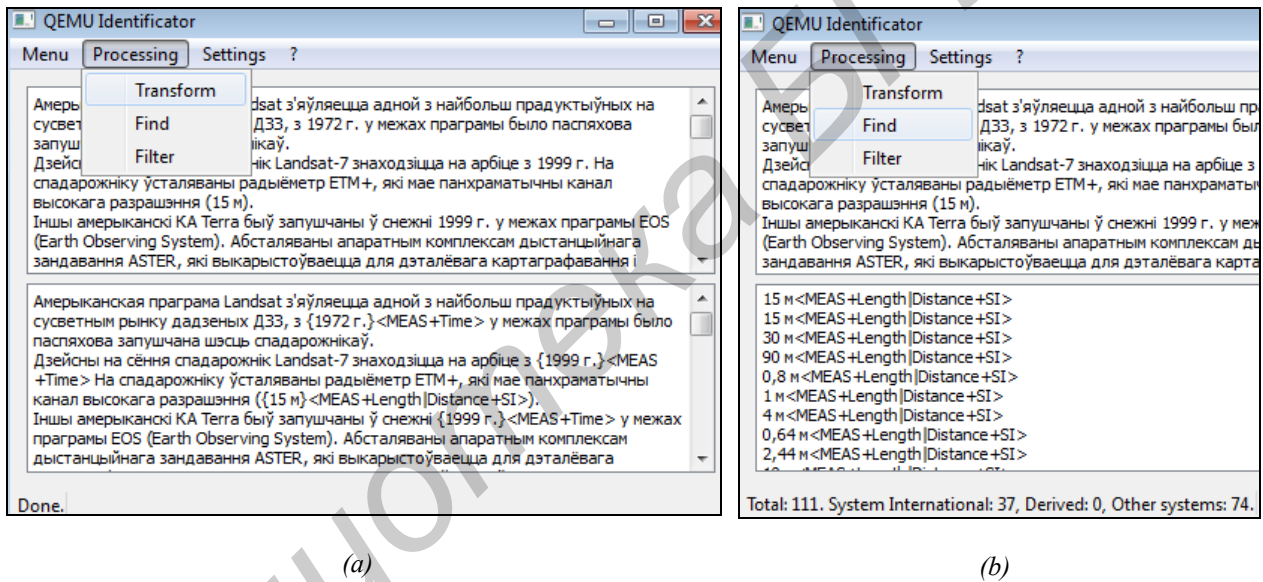 QEMU Identificator
Menu Processing Settings ?
Transform
Find
Filter
Амеры dsat з'яўляецца адной з найбольш прадуктыўных на
сусвет ДЗЗ, з 1972 г. у межах праграмы было паспяхова
запуш ікаў.
Дзейс нік Landsat-7 знаходзіцца на арбіце з 1999 г. На
спадарожніку ўсталяваны радыёметр ETM+, які мае панхраматычны канал
высокага разрашэння (15 м).
Іншы амерыканскі КА Terra быў запушчаны ў снежні 1999 г. у межах праграмы EOS
(Earth Observing System). Абсталяваны апаратным комплексам дыстанцыйнага
зандавання ASTER, які выкарыстоўваецца для дэталёвага картаграфавання і
Амерыканская праграма Landsat з'яўляецца адной з найбольш прадуктыўных на
сусветным рынку дадзеных ДЗЗ, з {1972 г.}<MEAS+Time> у межах праграмы было
паспяхова запушчана шэсць спадарожнікаў.
Дзейсны на сёння спадарожнік Landsat-7 знаходзіцца на арбіце з {1999 г.}<MEAS
+Time> На спадарожніку ўсталяваны радыёметр ETM+, які мае панхраматычны
канал высокага разрашэння ({15 м}<MEAS+Length|Distance+SI>).
Іншы амерыканскі КА Terra быў запушчаны ў снежні {1999 г.}<MEAS+Time> у межах
праграмы EOS (Earth Observing System). Абсталяваны апаратным комплексам
дыстанцыйнага зандавання ASTER, які выкарыстоўваецца для дэталёвага
Done.
(a)
QEMU Identificator
Menu Processing Settings ?
Transform
Find
Filter
Амеры dsat з'яўляецца адной з найбольш пра
сусвет ДЗЗ, з 1972 г. у межах праграмы был
запуш ікаў.
Дзейс нік Landsat-7 знаходзіцца на арбіце з
спадарожніку ўсталяваны радыёметр ETM+, які мае панхраматы
высокага разрашэння (15 м).
Іншы амерыканскі КА Terra быў запушчаны ў снежні 1999 г. у меж
(Earth Observing System). Абсталяваны апаратным комплексам ды
зандавання ASTER, які выкарыстоўваецца для дэталёвага карта
15 м<MEAS+Length|Distance+SI>
15 м<MEAS+Length|Distance+SI>
30 м<MEAS+Length|Distance+SI>
90 м<MEAS+Length|Distance+SI>
0,8 м<MEAS+Length|Distance+SI>
1 м<MEAS+Length|Distance+SI>
4 м<MEAS+Length|Distance+SI>
0,64 м<MEAS+Length|Distance+SI>
2,44 м<MEAS+Length|Distance+SI>
Total: 111. System International: 37, Derived: 0, Other systems: 74.
(b)